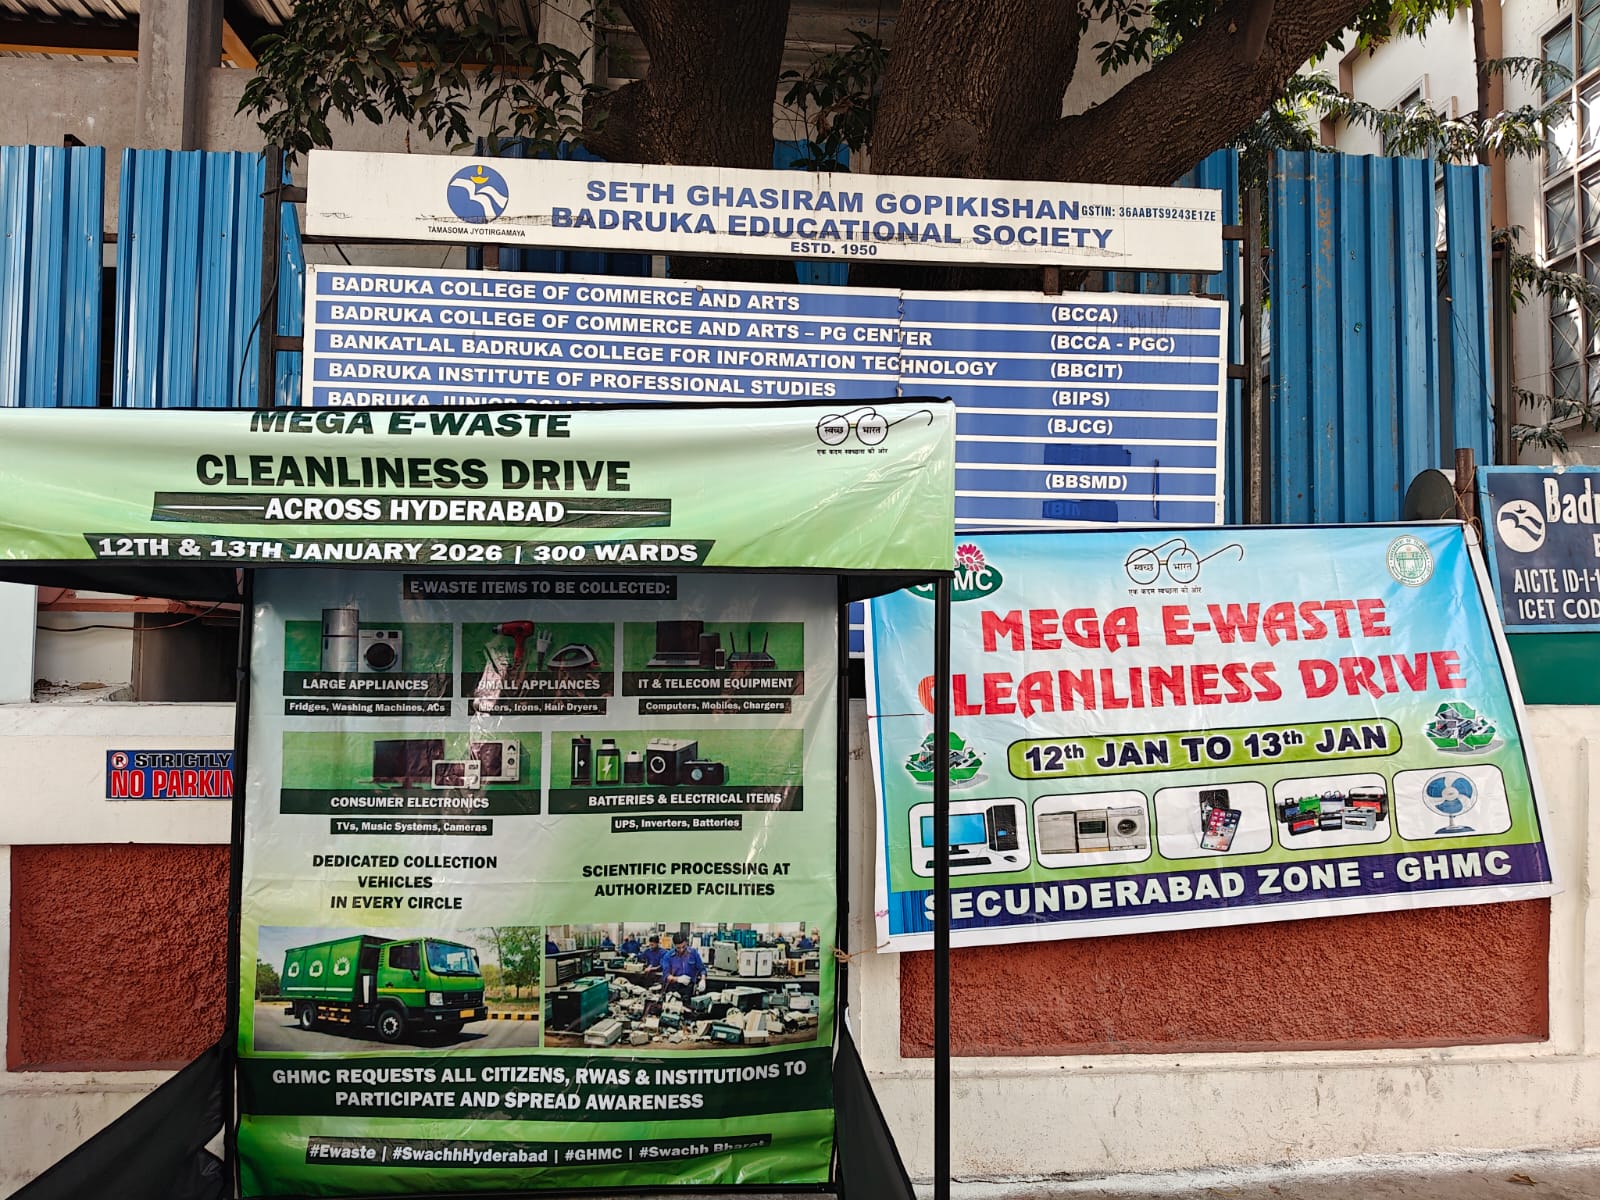 TAMASOMA JYOTIRGAMAYA
SETH GHASIRAM GOPIKISHAN
BADRUKA EDUCATIONAL SOCIETY
ESTD. 1950
GSTIN: 36AABTS9243E1ZE
BADRUKA COLLEGE OF COMMERCE AND ARTS (BCCA)
BADRUKA COLLEGE OF COMMERCE AND ARTS – PG CENTER (BCCA - PGC)
BANKATLAL BADRUKA COLLEGE FOR INFORMATION TECHNOLOGY (BBCIT)
BADRUKA INSTITUTE OF PROFESSIONAL STUDIES (BIPS)
BADRUKA JUNIOR (BJCG)
(BBSMD)
MEGA E-WASTE
CLEANLINESS DRIVE
ACROSS HYDERABAD
12TH & 13TH JANUARY 2026 | 300 WARDS
स्वच्छ भारत
एक कदम स्वच्छता की ओर
E-WASTE ITEMS TO BE COLLECTED:
LARGE APPLIANCES
Fridges, Washing Machines, ACs
SMALL APPLIANCES
Irons, Hair Dryers
IT & TELECOM EQUIPMENT
Computers, Mobiles, Chargers
CONSUMER ELECTRONICS
TVs, Music Systems, Cameras
BATTERIES & ELECTRICAL ITEMS
UPS, Inverters, Batteries
DEDICATED COLLECTION
VEHICLES
IN EVERY CIRCLE
SCIENTIFIC PROCESSING AT
AUTHORIZED FACILITIES
GHMC REQUESTS ALL CITIZENS, RWAS & INSTITUTIONS TO
PARTICIPATE AND SPREAD AWARENESS
#Ewaste | #SwachhHyderabad | #GHMC | #Swachh Bharat
STRICTLY
NO PARKIN
स्वच्छ भारत
एक कदम स्वच्छता की ओर
MEGA E-WASTE
CLEANLINESS DRIVE
12th JAN TO 13th JAN
SECUNDERABAD ZONE - GHMC
Badr
AICTE ID-I-1
ICET COD